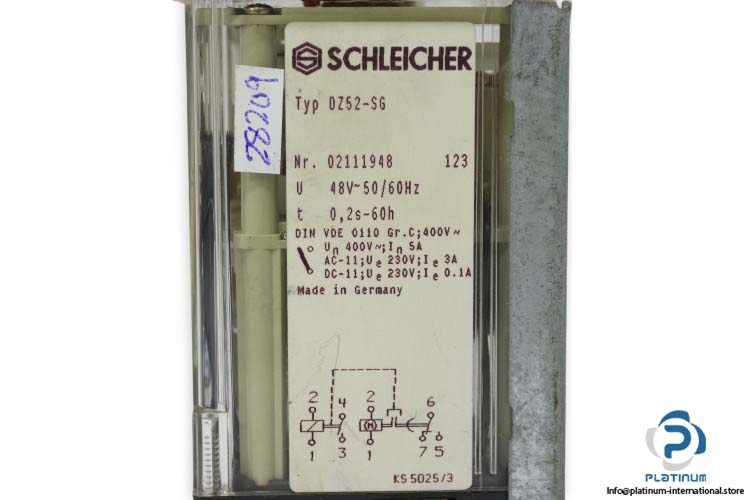 SCHLEICHER
Typ DZ52-SG
28209
Nr. 02111948 123
U 48V~50/60Hz
t 0,2s-60h
DIN VDE 0110 Gr.C;400V~
Un 400V~;In 5A
AC-11;Ue 230V;Ie 3A
DC-11;Ue 230V;Ie 0.1A
Made in Germany
2 4 2 6
M
1 3 1 7 5
KS 5025/3
PLATINUM
INTERNATIONAL
Info@platinum-international.store